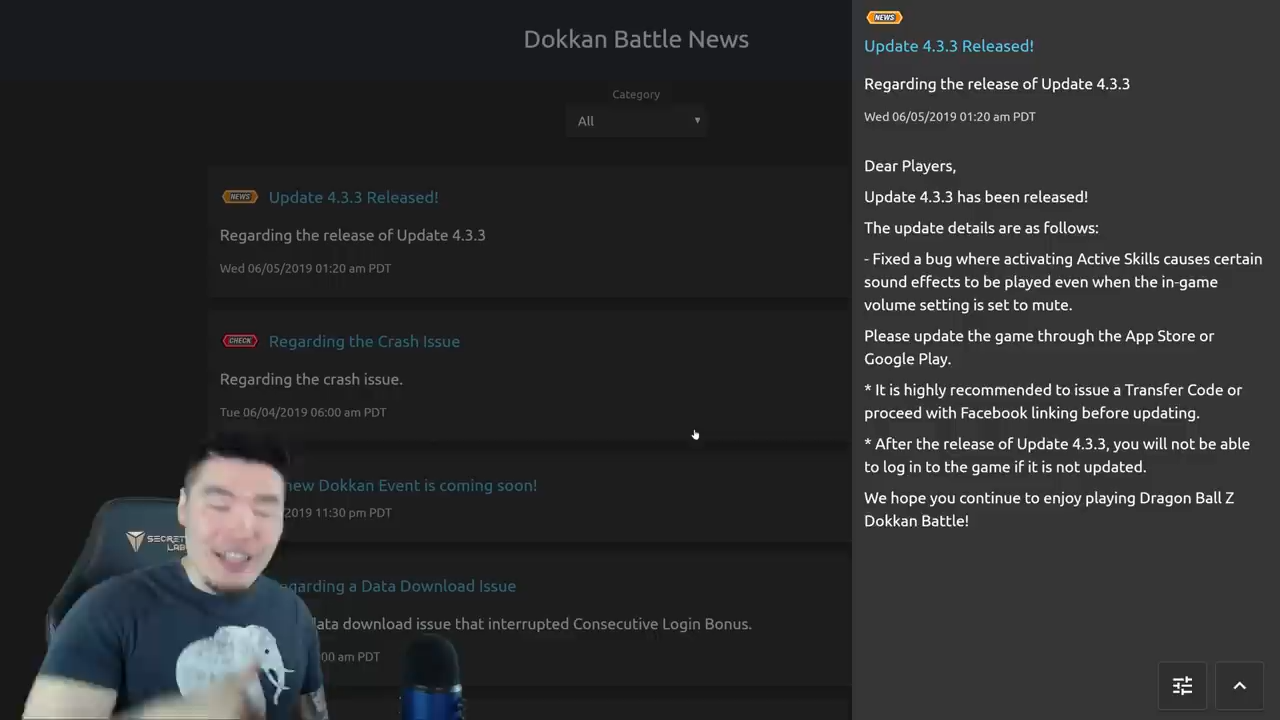 Dokkan Battle News
Category
All
NEWS
Update 4.3.3 Released!
Regarding the release of Update 4.3.3
Wed 06/05/2019 01:20 am PDT
CHECK
Regarding the Crash Issue
Regarding the crash issue.
Tue 06/04/2019 06:00 am PDT
new Dokkan Event is coming soon!
11:30 pm PDT
egarding a Data Download Issue
data download issue that interrupted Consecutive Login Bonus.
00 am PDT
SECRET
LAB
NEWS
Update 4.3.3 Released!
Regarding the release of Update 4.3.3
Wed 06/05/2019 01:20 am PDT
Dear Players,
Update 4.3.3 has been released!
The update details are as follows:
- Fixed a bug where activating Active Skills causes certain
sound effects to be played even when the in-game
volume setting is set to mute.
Please update the game through the App Store or
Google Play.
* It is highly recommended to issue a Transfer Code or
proceed with Facebook linking before updating.
* After the release of Update 4.3.3, you will not be able
to log in to the game if it is not updated.
We hope you continue to enjoy playing Dragon Ball Z
Dokkan Battle!